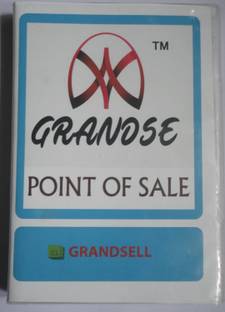 TM
GRANDSE
POINT OF SALE
GRANDSELL